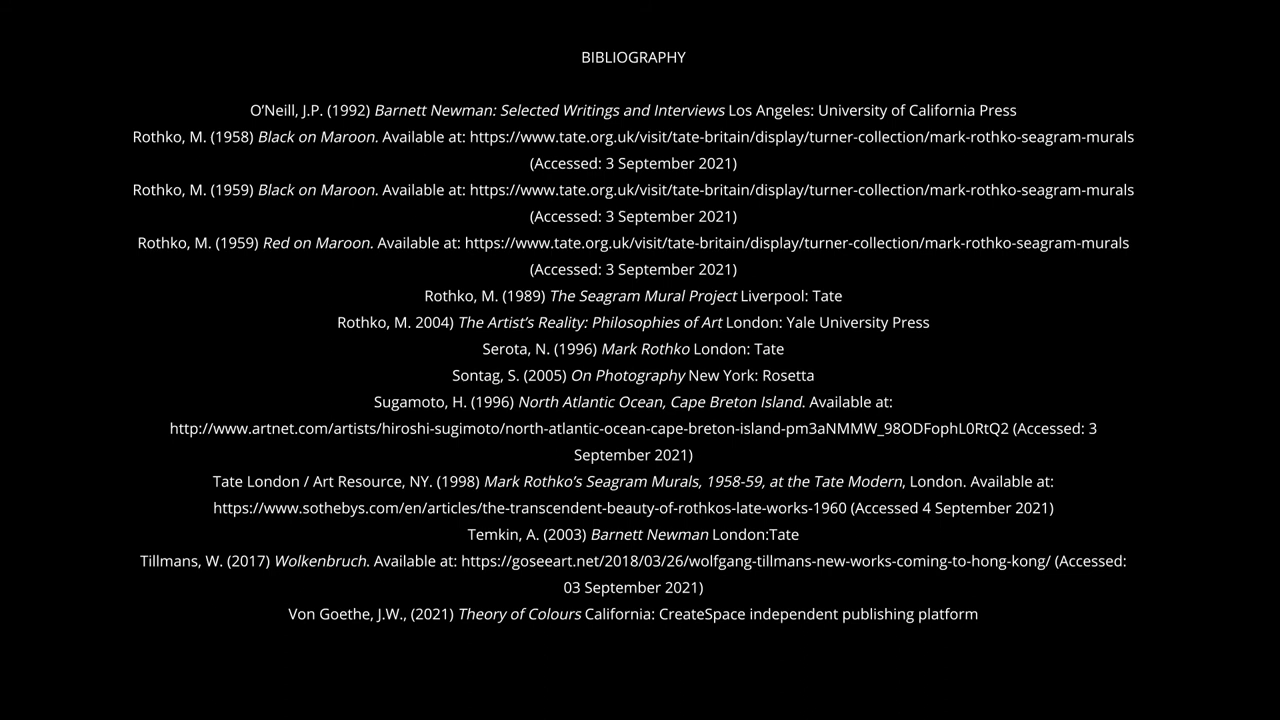 BIBLIOGRAPHY
O’Neill, J.P. (1992) Barnett Newman: Selected Writings and Interviews Los Angeles: University of California Press
Rothko, M. (1958) Black on Maroon. Available at: https://www.tate.org.uk/visit/tate-britain/display/turner-collection/mark-rothko-seagram-murals
(Accessed: 3 September 2021)
Rothko, M. (1959) Black on Maroon. Available at: https://www.tate.org.uk/visit/tate-britain/display/turner-collection/mark-rothko-seagram-murals
(Accessed: 3 September 2021)
Rothko, M. (1959) Red on Maroon. Available at: https://www.tate.org.uk/visit/tate-britain/display/turner-collection/mark-rothko-seagram-murals
(Accessed: 3 September 2021)
Rothko, M. (1989) The Seagram Mural Project Liverpool: Tate
Rothko, M. 2004) The Artist’s Reality: Philosophies of Art London: Yale University Press
Serota, N. (1996) Mark Rothko London: Tate
Sontag, S. (2005) On Photography New York: Rosetta
Sugamoto, H. (1996) North Atlantic Ocean, Cape Breton Island. Available at:
http://www.artnet.com/artists/hiroshi-sugimoto/north-atlantic-ocean-cape-breton-island-pm3aNMMW_98ODFophL0RtQ2 (Accessed: 3
September 2021)
Tate London / Art Resource, NY. (1998) Mark Rothko’s Seagram Murals, 1958-59, at the Tate Modern, London. Available at:
https://www.sothebys.com/en/articles/the-transcendent-beauty-of-rothkos-late-works-1960 (Accessed 4 September 2021)
Temkin, A. (2003) Barnett Newman London:Tate
Tillmans, W. (2017) Wolkenbruch. Available at: https://goseeart.net/2018/03/26/wolfgang-tillmans-new-works-coming-to-hong-kong/ (Accessed:
03 September 2021)
Von Goethe, J.W., (2021) Theory of Colours California: CreateSpace independent publishing platform